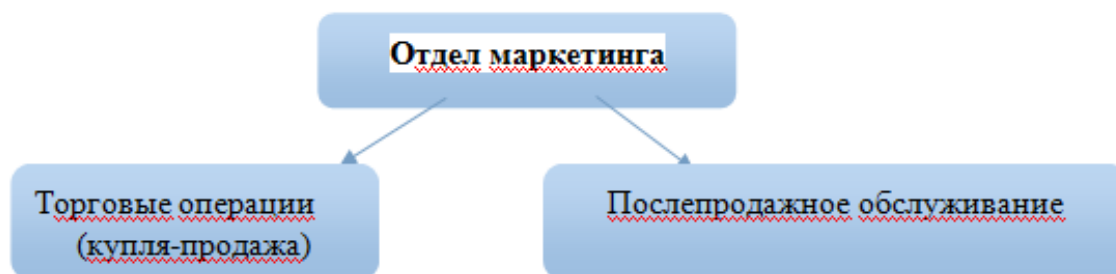 Отдел маркетинга
Торговые операции
(купля-продажа)
Послепродажное обслуживание